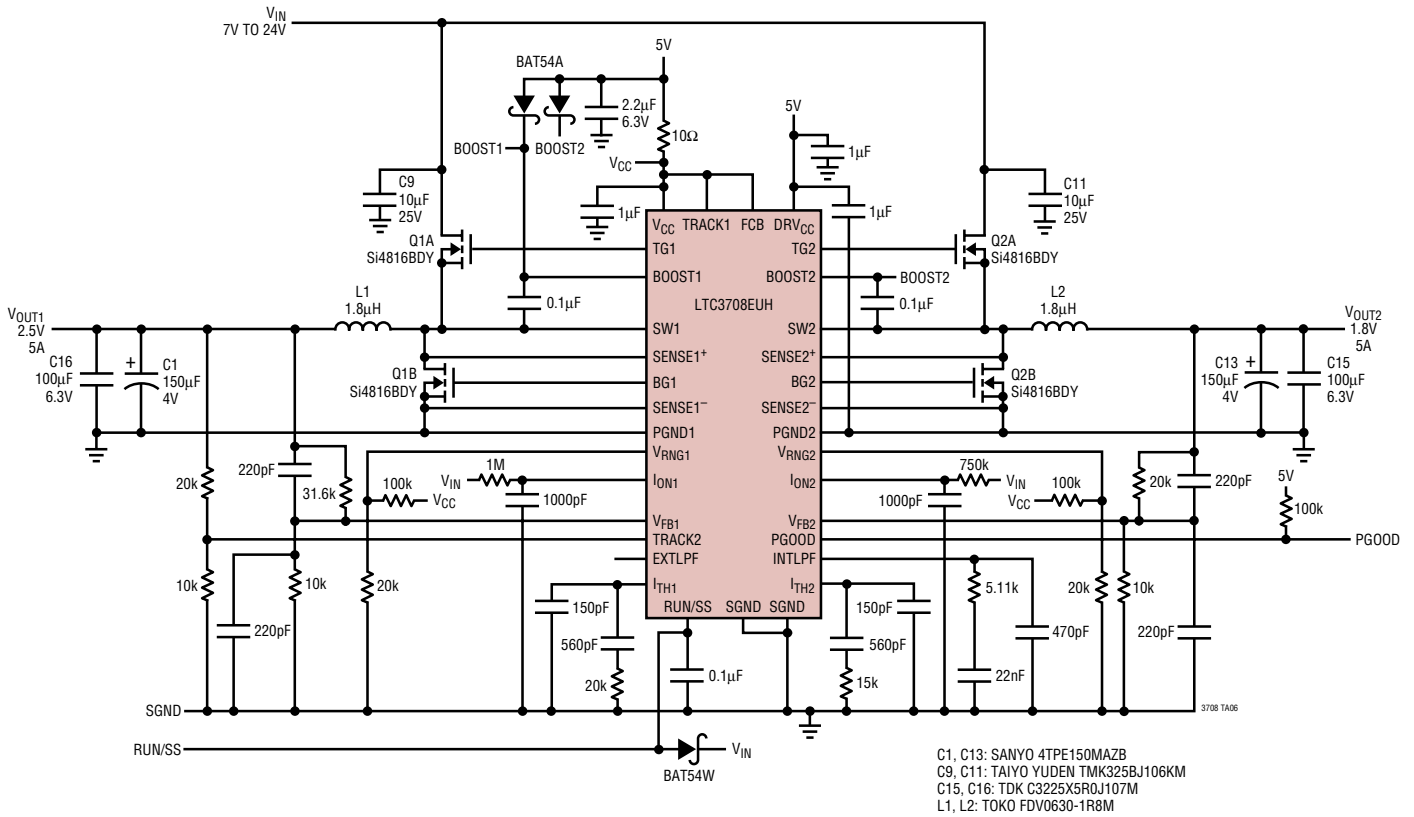 VIN
7V TO 24V
5V
BAT54A
2.2µF
6.3V
10Ω
5V
1µF
BOOST1
BOOST2
VCC
C9
10µF
25V
1µF
1µF
C11
10µF
25V
VCC TRACK1 FCB DRVCC
Q1A
Si4816BDY
TG1
TG2
Q2A
Si4816BDY
BOOST1
BOOST2
BOOST2
LTC3708EUH
L1
1.8µH
0.1µF
0.1µF
L2
1.8µH
VOUT1
2.5V
5A
SW1
SW2
VOUT2
1.8V
5A
C16
100µF
6.3V
+
C1
150µF
4V
SENSE1+
SENSE2+
Q1B
Si4816BDY
BG1
BG2
Q2B
Si4816BDY
C13
150µF
4V
+
C15
100µF
6.3V
SENSE1–
SENSE2–
PGND1
PGND2
VRNG1
VRNG2
20k
220pF
31.6k
100k
VCC
VIN
1M
1000pF
ION1
ION2
1000pF
750k
VIN
VCC
100k
20k
220pF
5V
100k
VFB1
VFB2
TRACK2
PGOOD
PGOOD
EXTLPF
INTLPF
ITH1
ITH2
10k
220pF
10k
20k
150pF
560pF
20k
RUN/SS SGND SGND
0.1µF
150pF
560pF
15k
5.11k
22nF
470pF
20k
10k
220pF
SGND
3708 TA06
RUN/SS
VIN
BAT54W
C1, C13: SANYO 4TPE150MAZB
C9, C11: TAIYO YUDEN TMK325BJ106KM
C15, C16: TDK C3225X5R0J107M
L1, L2: TOKO FDV0630-1R8M